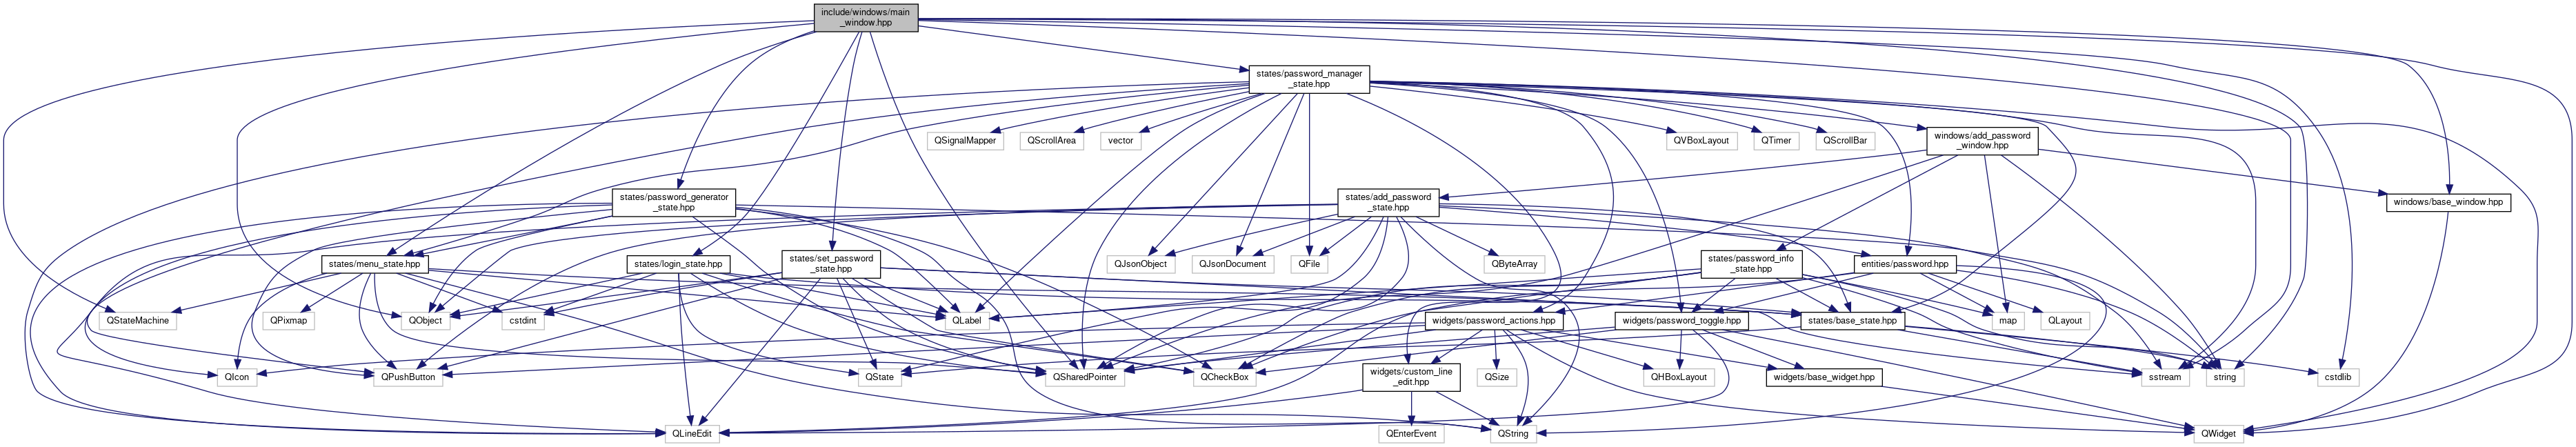 include/windows/main
_window.hpp
states/password_manager
_state.hpp
QSignalMapper
QScrollArea
vector
QVBoxLayout
QTimer
QScrollBar
windows/add_password
_window.hpp
states/password_generator
_state.hpp
states/add_password
_state.hpp
windows/base_window.hpp
states/menu_state.hpp
states/login_state.hpp
states/set_password
_state.hpp
QJsonObject
QJsonDocument
QFile
QByteArray
states/password_info
_state.hpp
entities/password.hpp
QStateMachine
QPixmap
QObject
cstdint
QLabel
widgets/password_actions.hpp
widgets/password_toggle.hpp
states/base_state.hpp
map
QLayout
QIcon
QPushButton
QState
QSharedPointer
QCheckBox
widgets/custom_line
_edit.hpp
QSize
QHBoxLayout
widgets/base_widget.hpp
sstream
string
cstdlib
QLineEdit
QEnterEvent
QString
QWidget